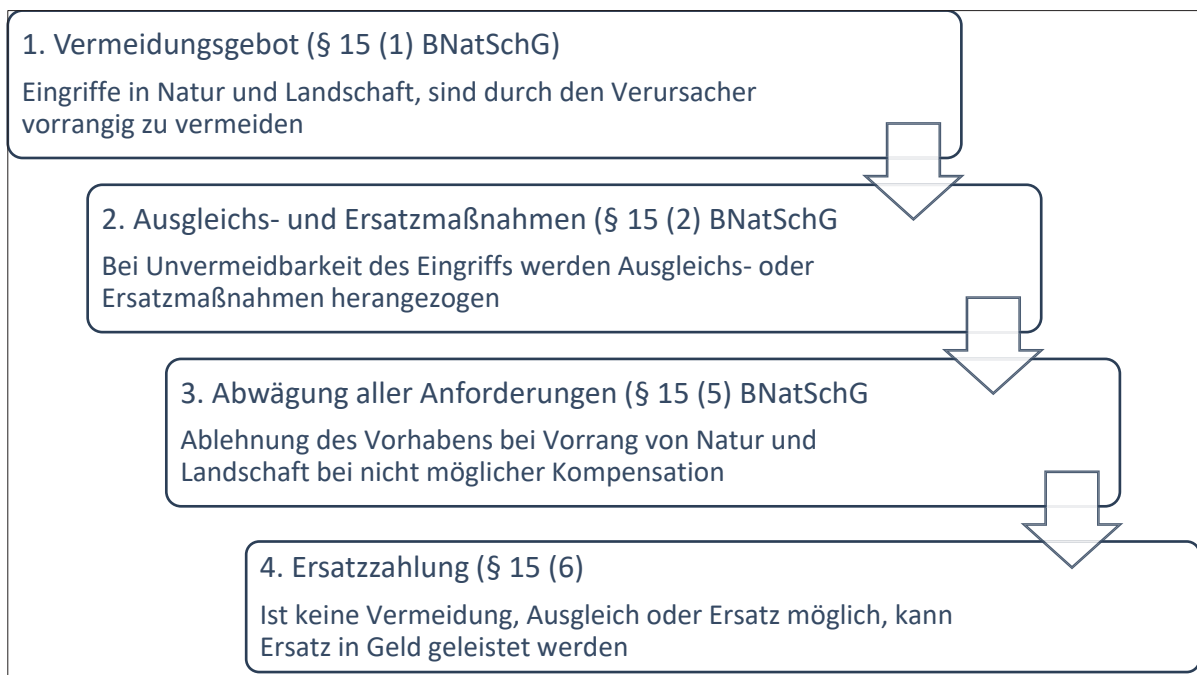 1. Vermeidungsgebot (§ 15 (1) BNatSchG)
Eingriffe in Natur und Landschaft, sind durch den Verursacher
vorrangig zu vermeiden
2. Ausgleichs- und Ersatzmaßnahmen (§ 15 (2) BNatSchG
Bei Unvermeidbarkeit des Eingriffs werden Ausgleichs- oder
Ersatzmaßnahmen herangezogen
3. Abwägung aller Anforderungen (§ 15 (5) BNatSchG
Ablehnung des Vorhabens bei Vorrang von Natur und
Landschaft bei nicht möglicher Kompensation
4. Ersatzzahlung (§ 15 (6)
Ist keine Vermeidung, Ausgleich oder Ersatz möglich, kann
Ersatz in Geld geleistet werden